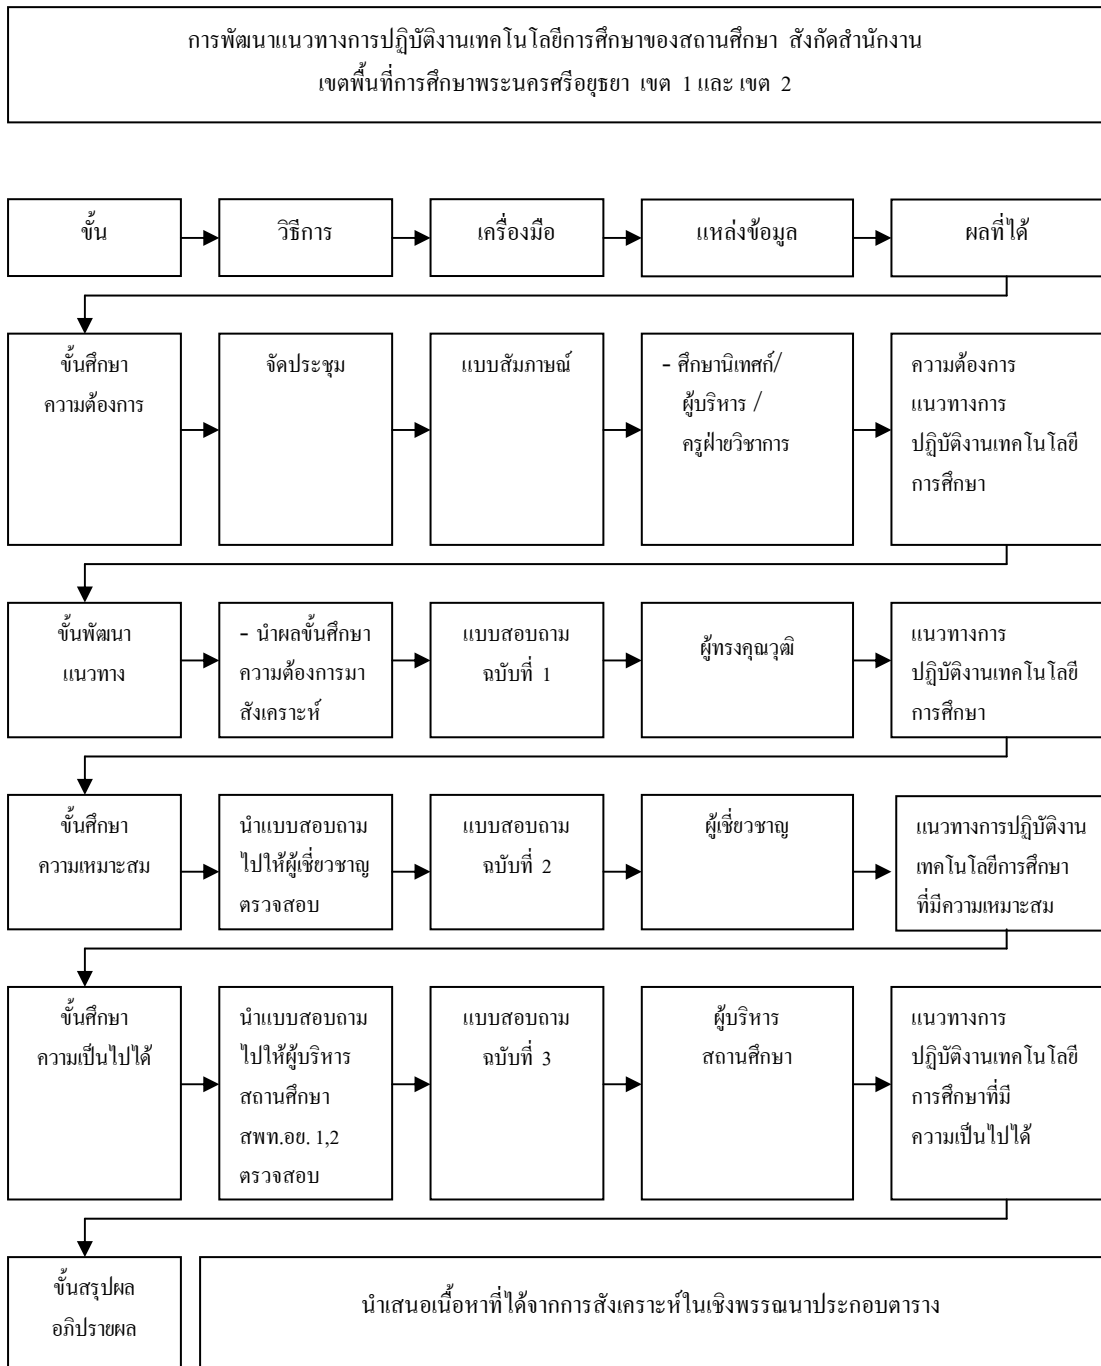 การพัฒนาแนวทางการปฏิบัติงานเทคโนโลยีการศึกษาของสถานศึกษา สังกัดสำนักงาน
เขตพื้นที่การศึกษาพระนครศรีอยุธยา เขต 1 และ เขต 2
ขั้น
วิธีการ
เครื่องมือ
แหล่งข้อมูล
ผลที่ได้
ขั้นศึกษา
ความต้องการ
จัดประชุม
แบบสัมภาษณ์
- ศึกษานิเทศก์/
ผู้บริหาร /
ครูฝ่ายวิชาการ
ความต้องการ
แนวทางการ
ปฏิบัติงานเทคโนโลยี
การศึกษา
ขั้นพัฒนา
แนวทาง
- นำผลขั้นศึกษา
ความต้องการมา
สังเคราะห์
แบบสอบถาม
ฉบับที่ 1
ผู้ทรงคุณวุฒิ
แนวทางการ
ปฏิบัติงานเทคโนโลยี
การศึกษา
ขั้นศึกษา
ความเหมาะสม
นำแบบสอบถาม
ไปให้ผู้เชี่ยวชาญ
ตรวจสอบ
แบบสอบถาม
ฉบับที่ 2
ผู้เชี่ยวชาญ
แนวทางการปฏิบัติงาน
เทคโนโลยีการศึกษา
ที่มีความเหมาะสม
ขั้นศึกษา
ความเป็นไปได้
นำแบบสอบถาม
ไปให้ผู้บริหาร
สถานศึกษา
สพท.อย. 1,2
ตรวจสอบ
แบบสอบถาม
ฉบับที่ 3
ผู้บริหาร
สถานศึกษา
แนวทางการ
ปฏิบัติงานเทคโนโลยี
การศึกษาที่มี
ความเป็นไปได้
ขั้นสรุปผล
อภิปรายผล
นำเสนอเนื้อหาที่ได้จากการสังเคราะห์ในเชิงพรรณนาประกอบตาราง